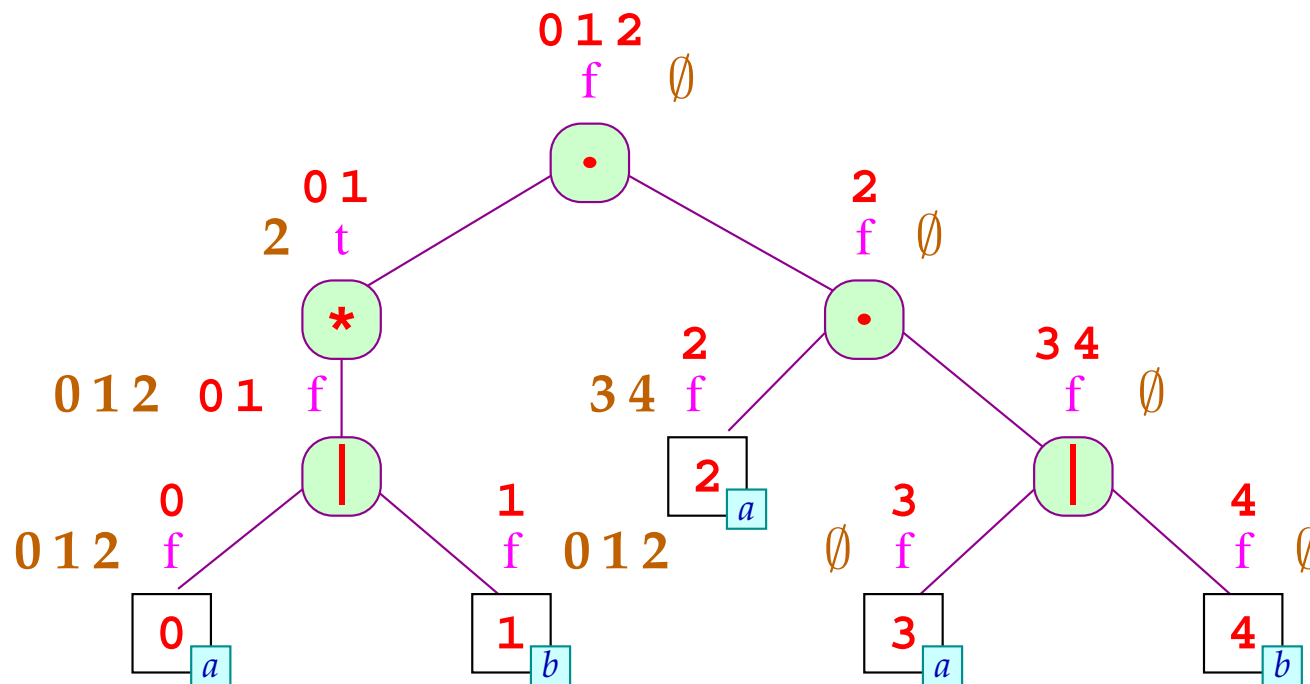 0 1 2
f ∅
•
0 1 2
2 t f ∅
* •
2 3 4
0 1 2 0 1 f 3 4 f f ∅
| 2 a |
0 1 3 4
0 1 2 f f 0 1 2 ∅ f f ∅
0 a 1 b 3 a 4 b